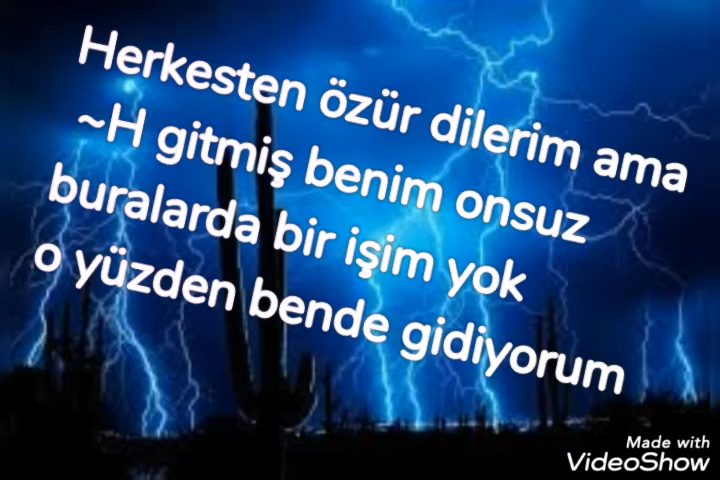 Herkesten özür dilerim ama
~H gitmiş benim onsuz
buralarda bir işim yok
o yüzden bende gidiyorum
Made with
VideoShow